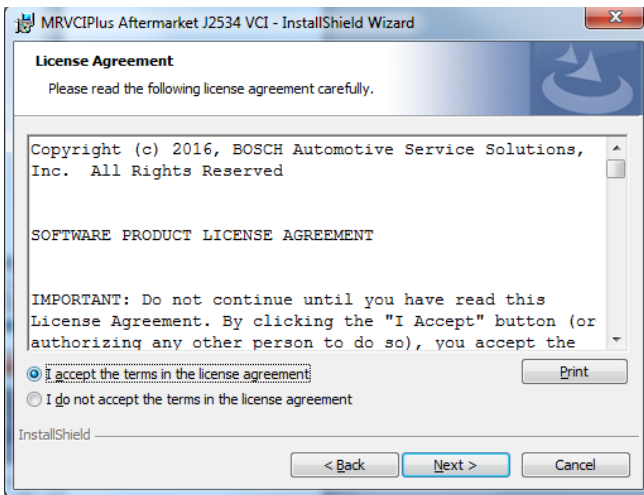 MRVCIPlus Aftermarket J2534 VCI - InstallShield Wizard
License Agreement
Please read the following license agreement carefully.
Copyright (c) 2016, BOSCH Automotive Service Solutions,
Inc.  All Rights Reserved
SOFTWARE PRODUCT LICENSE AGREEMENT
IMPORTANT: Do not continue until you have read this
License Agreement. By clicking the "I Accept" button (or
authorizing any other person to do so), you accept the
I accept the terms in the license agreement
Print
I do not accept the terms in the license agreement
InstallShield
< Back
Next >
Cancel